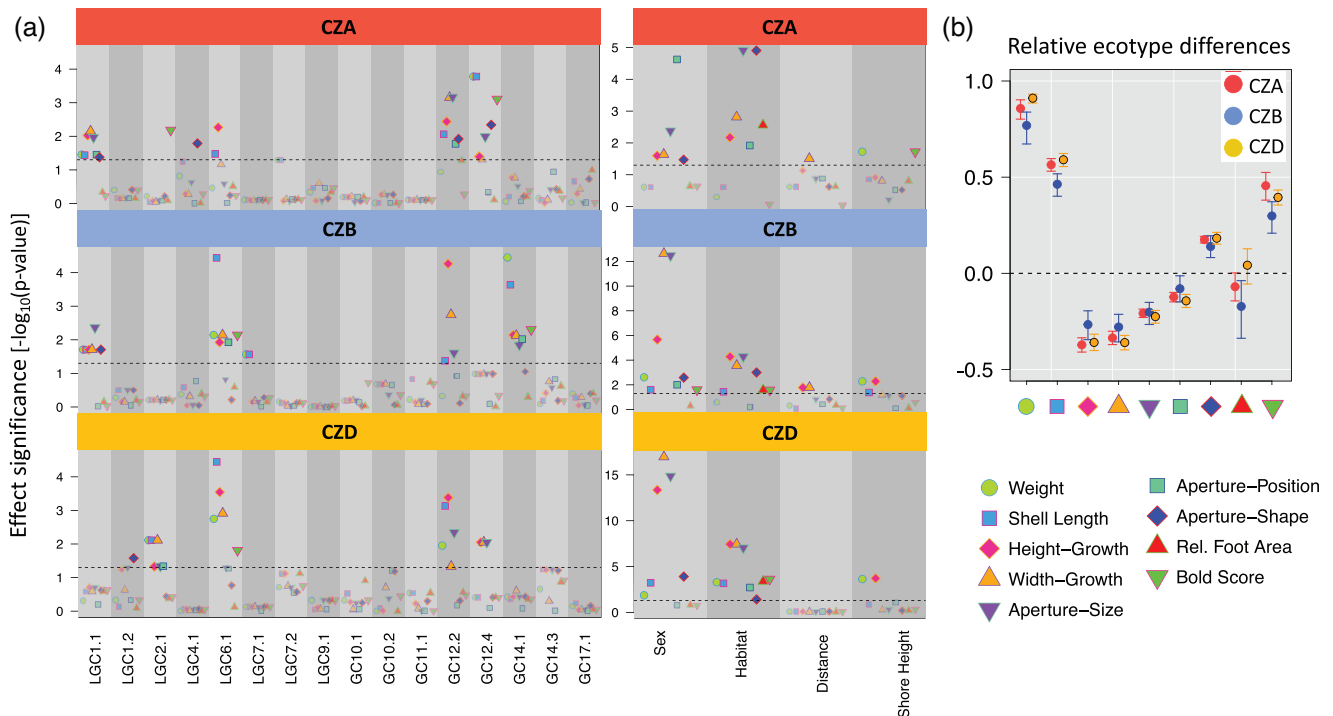 (a)
CZA
CZA
(b)
Relative ecotype differences
Effect significance [-log10(p-value)]
4
3
2
1
0
5
4
3
2
1
1.0
0.5
0.0
-0.5
CZA
CZB
CZD
CZB
CZB
4
3
2
1
0
12
10
8
6
4
2
0
CZD
CZD
4
3
2
1
0
15
10
5
0
Weight
Shell Length
Height–Growth
Width–Growth
Aperture–Size
Aperture–Position
Aperture–Shape
Rel. Foot Area
Bold Score
LGC1.1
LGC1.2
LGC2.1
LGC4.1
LGC6.1
LGC7.1
LGC7.2
LGC9.1
GC10.1
GC10.2
GC11.1
GC12.2
GC12.4
GC14.1
GC14.3
GC17.1
Sex
Habitat
Distance
Shore Height